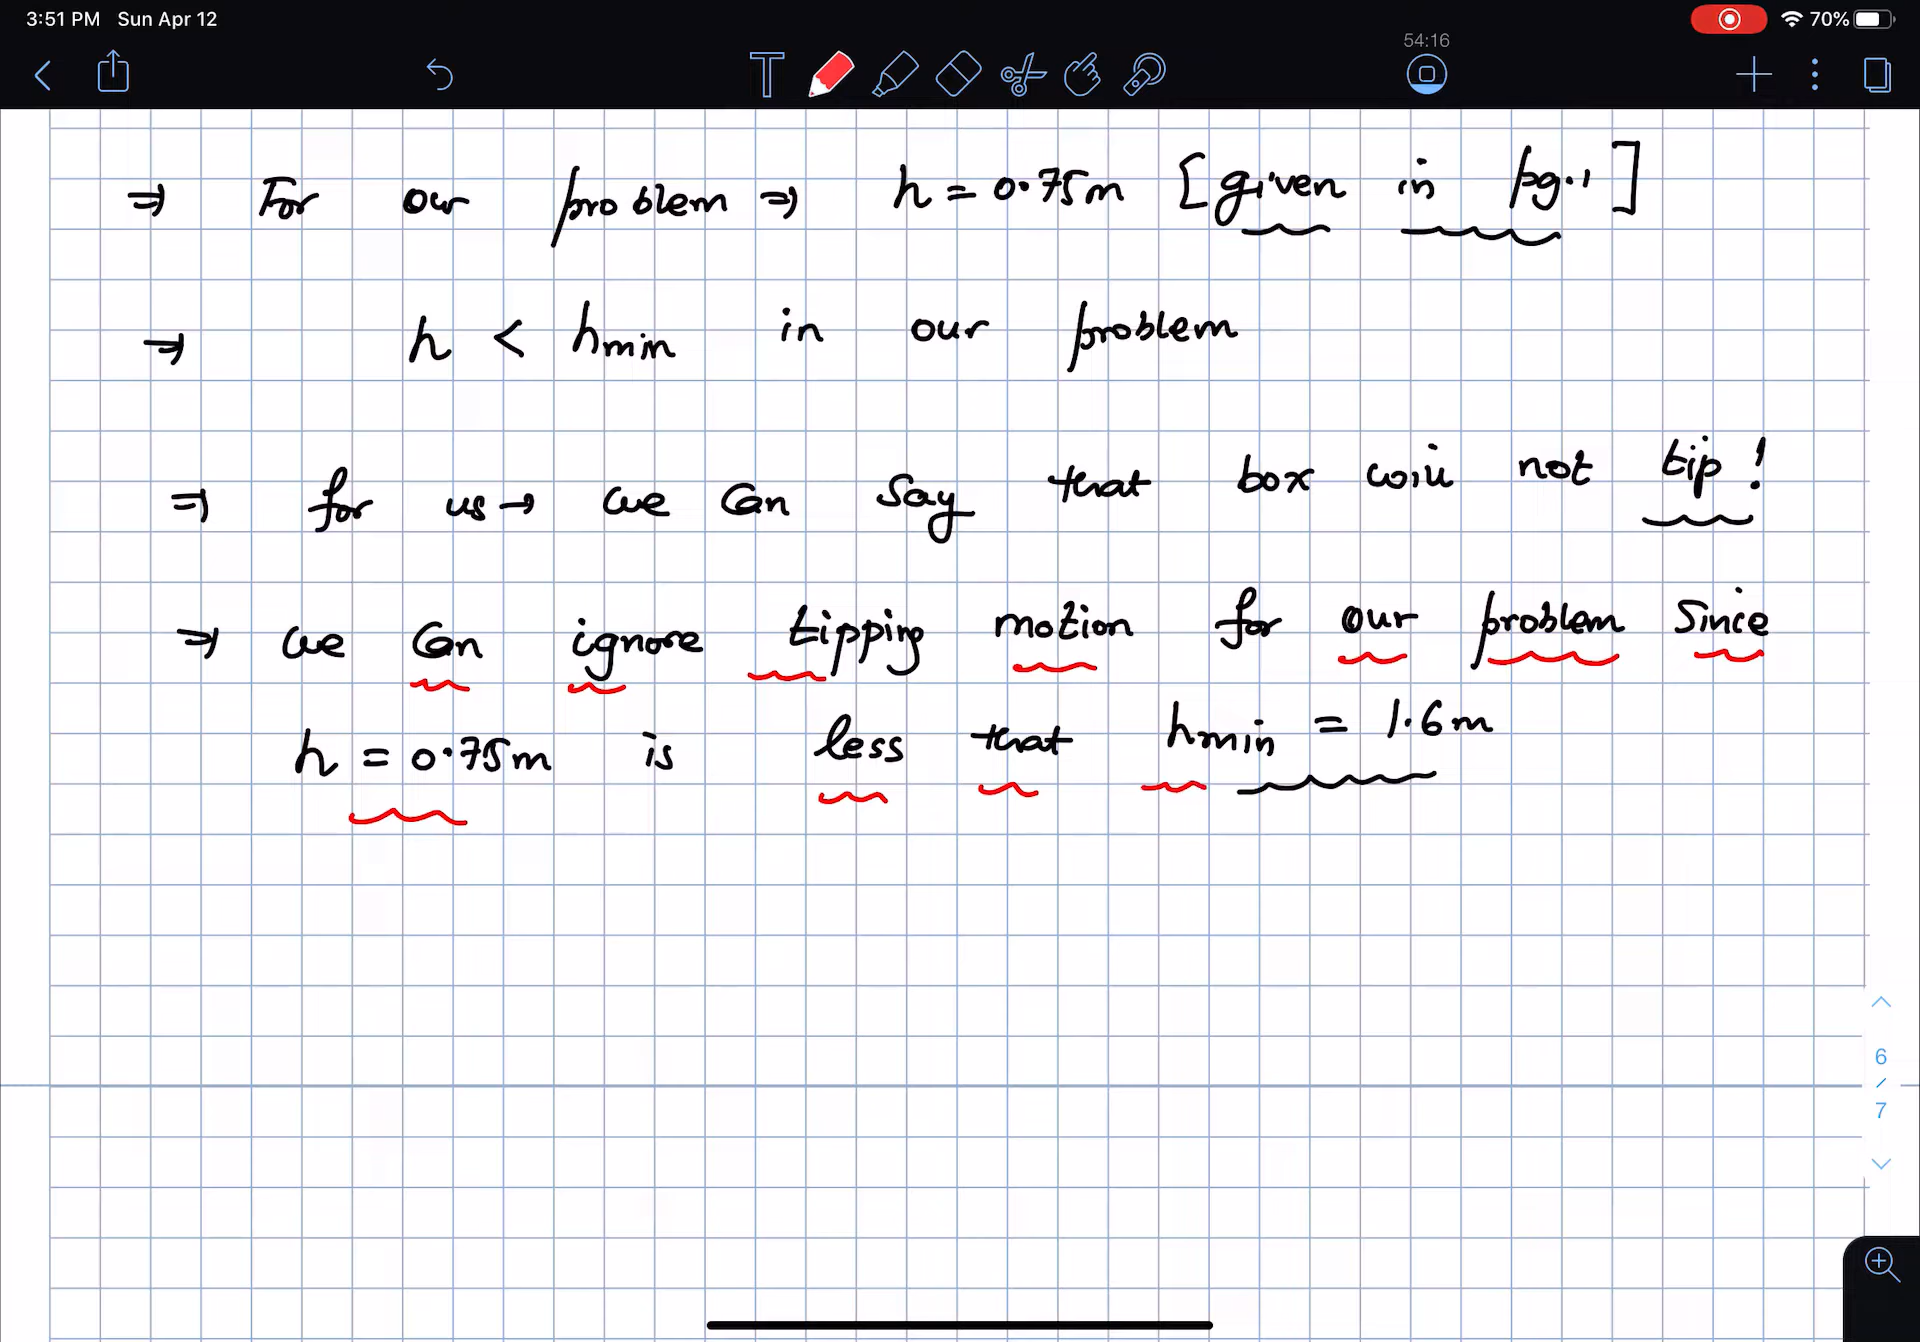 3:51 PM Sun Apr 12
70%
54:16
⇒ For our problem ⇒ h = 0.75m [given in pg.1]
→ h < hmin in our problem
⇒ for us → we can say that box will not tip!
⇒ we can ignore tipping motion for our problem since
h = 0.75m is less that hmin = 1.6m
6
/
7